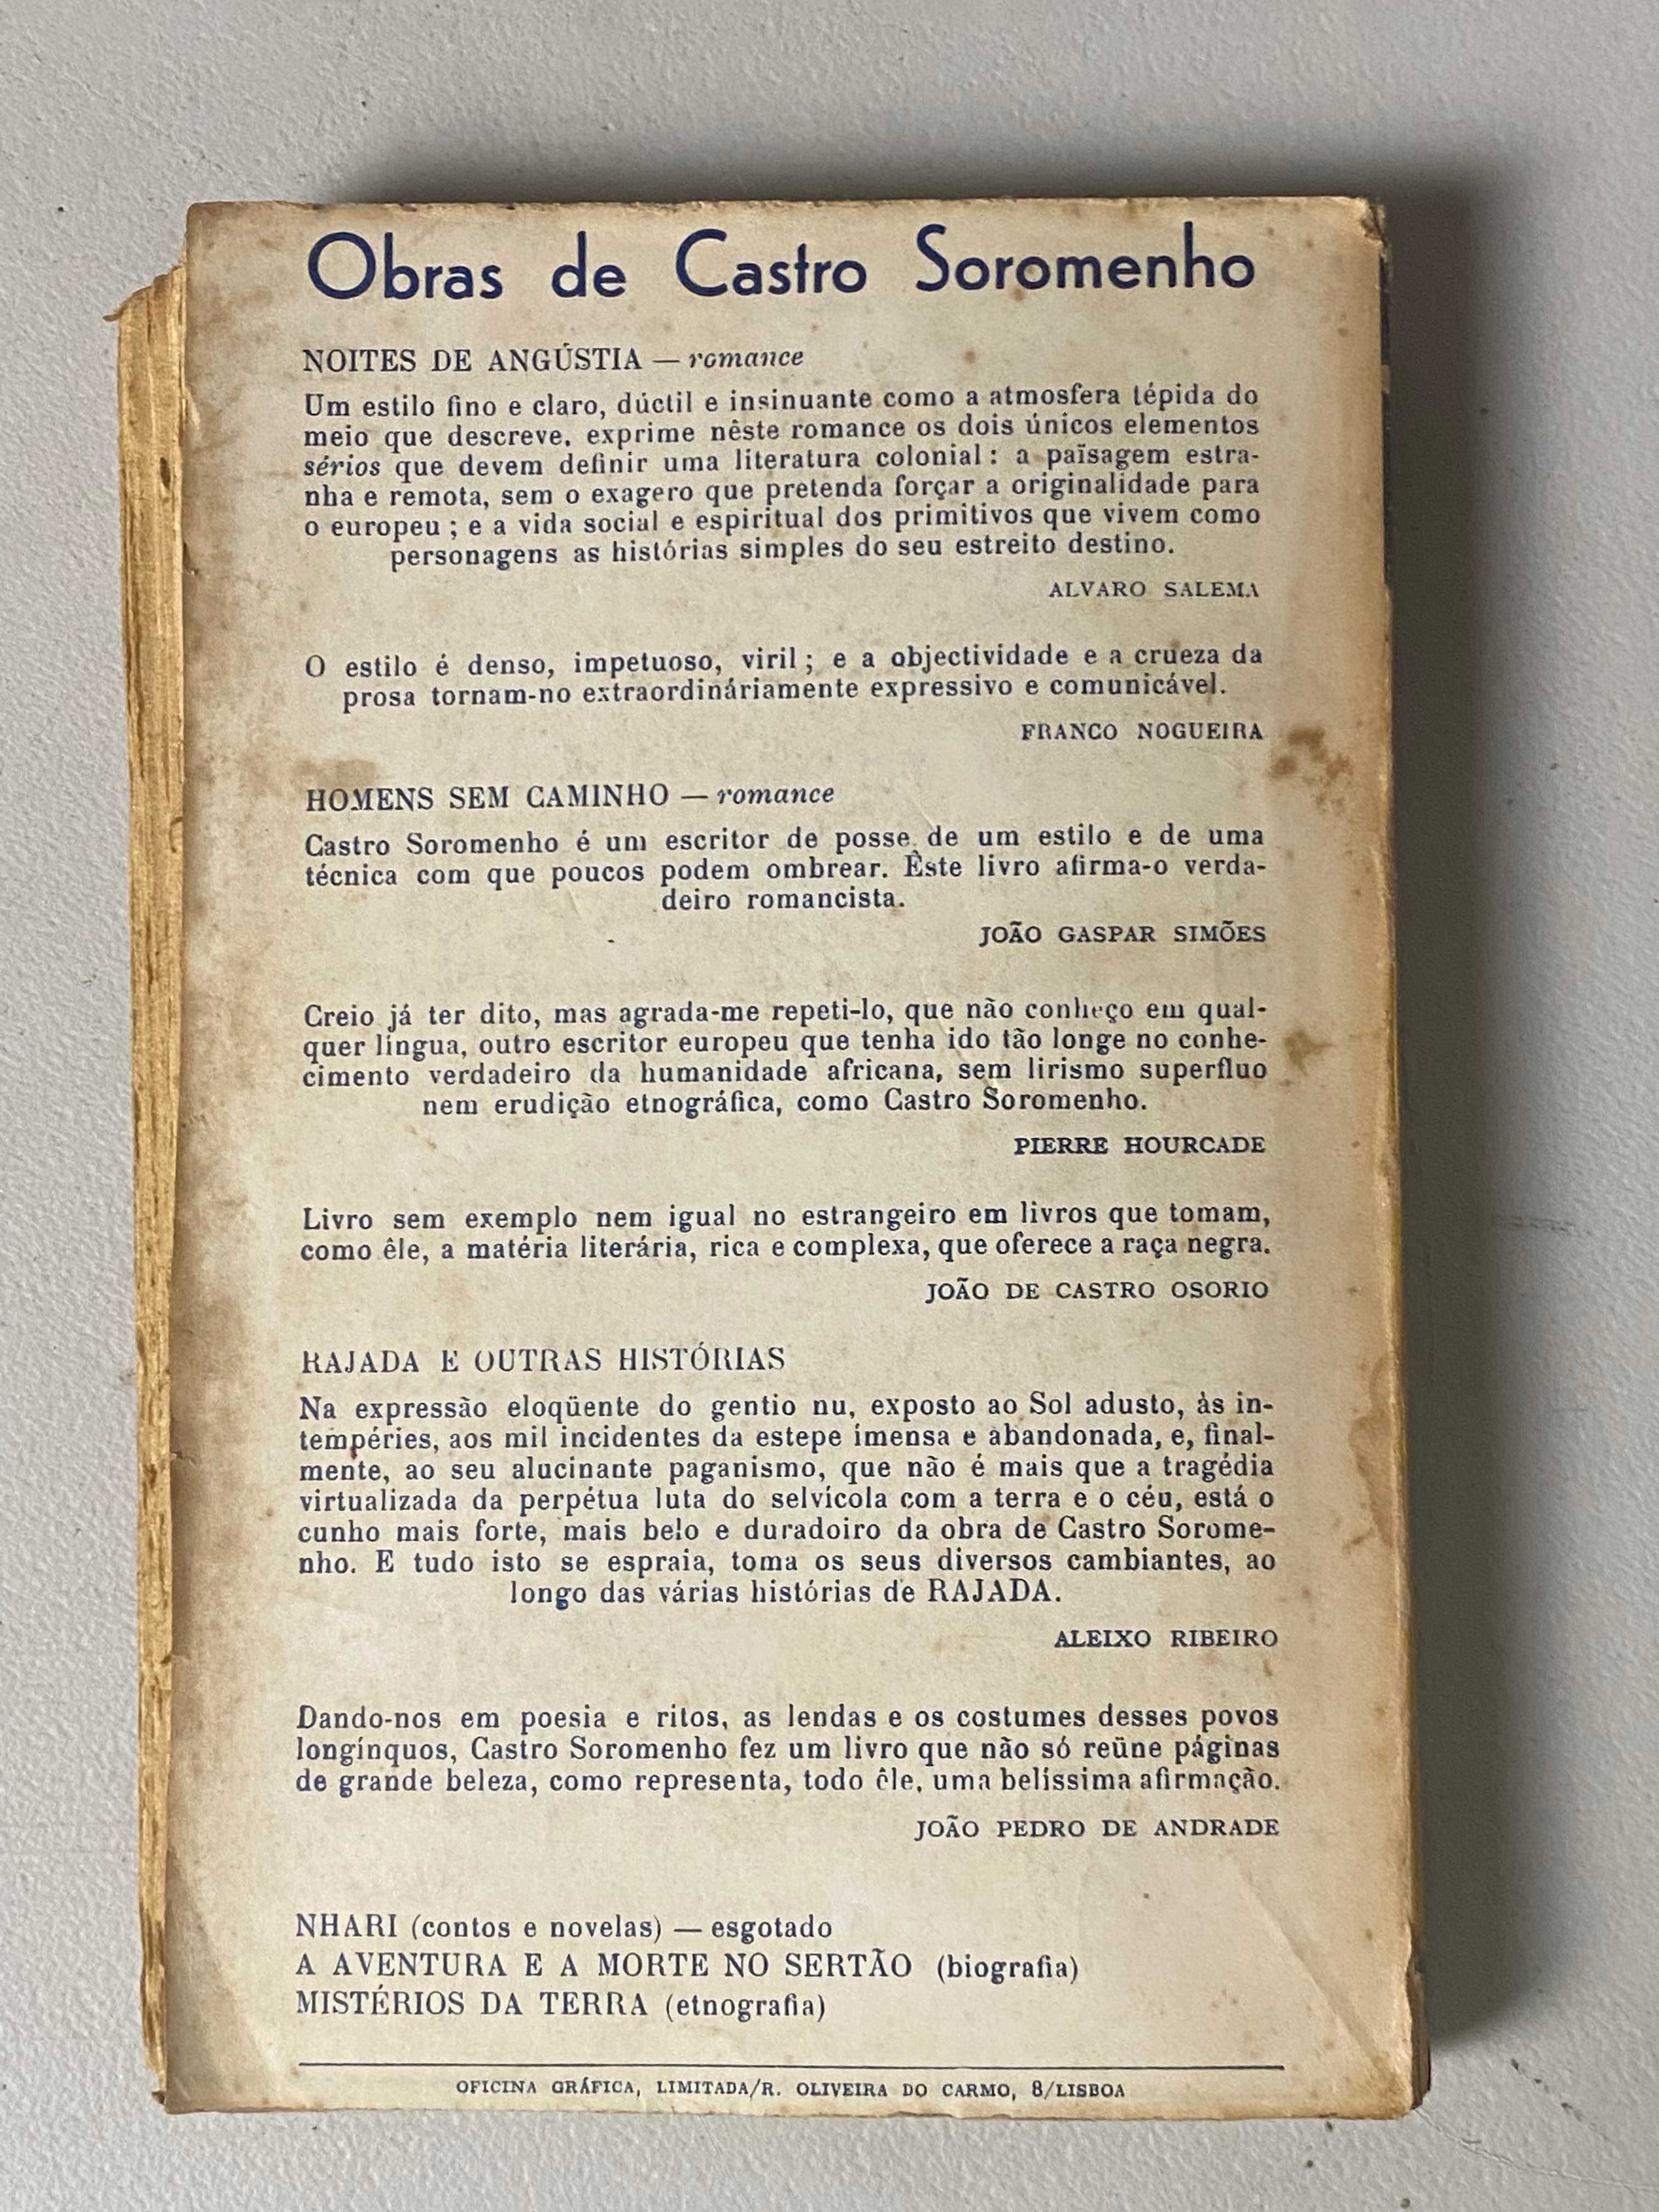 Obras de Castro Soromenho
NOITES DE ANGÚSTIA — romance
Um estilo fino e claro, dúctil e insinuante como a atmosfera tépida do
meio que descreve, exprime nêste romance os dois únicos elementos
sérios que devem definir uma literatura colonial: a païsagem estra-
nha e remota, sem o exagero que pretenda forçar a originalidade para
o europeu; e a vida social e espiritual dos primitivos que vivem como
personagens as histórias simples do seu estreito destino.
ALVARO SALEMA
O estilo é denso, impetuoso, viril; e a objectividade e a crueza da
prosa tornam-no extraordinàriamente expressivo e comunicável.
FRANCO NOGUEIRA
HOMENS SEM CAMINHO — romance
Castro Soromenho é um escritor de posse de um estilo e de uma
técnica com que poucos podem ombrear. Êste livro afirma-o verda-
deiro romancista.
JOÃO GASPAR SIMÕES
Creio já ter dito, mas agrada-me repeti-lo, que não conheço em qual-
quer língua, outro escritor europeu que tenha ido tão longe no conhe-
cimento verdadeiro da humanidade africana, sem lirismo superfluo
nem erudição etnográfica, como Castro Soromenho.
PIERRE HOURCADE
Livro sem exemplo nem igual no estrangeiro em livros que tomam,
como êle, a matéria literária, rica e complexa, que oferece a raça negra.
JOÃO DE CASTRO OSORIO
RAJADA E OUTRAS HISTÓRIAS
Na expressão eloqüente do gentio nu, exposto ao Sol adusto, às in-
tempéries, aos mil incidentes da estepe imensa e abandonada, e, final-
mente, ao seu alucinante paganismo, que não é mais que a tragédia
virtualizada da perpétua luta do selvícola com a terra e o céu, está o
cunho mais forte, mais belo e duradoiro da obra de Castro Sorome-
nho. E tudo isto se espraia, toma os seus diversos cambiantes, ao
longo das várias histórias de RAJADA.
ALEIXO RIBEIRO
Dando-nos em poesia e ritos, as lendas e os costumes desses povos
longínquos, Castro Soromenho fez um livro que não só reüne páginas
de grande beleza, como representa, todo êle, uma belíssima afirmação.
JOÃO PEDRO DE ANDRADE
NHARI (contos e novelas) — esgotado
A AVENTURA E A MORTE NO SERTÃO (biografia)
MISTÉRIOS DA TERRA (etnografia)
OFICINA GRÁFICA, LIMITADA/R. OLIVEIRA DO CARMO, 8/LISBOA